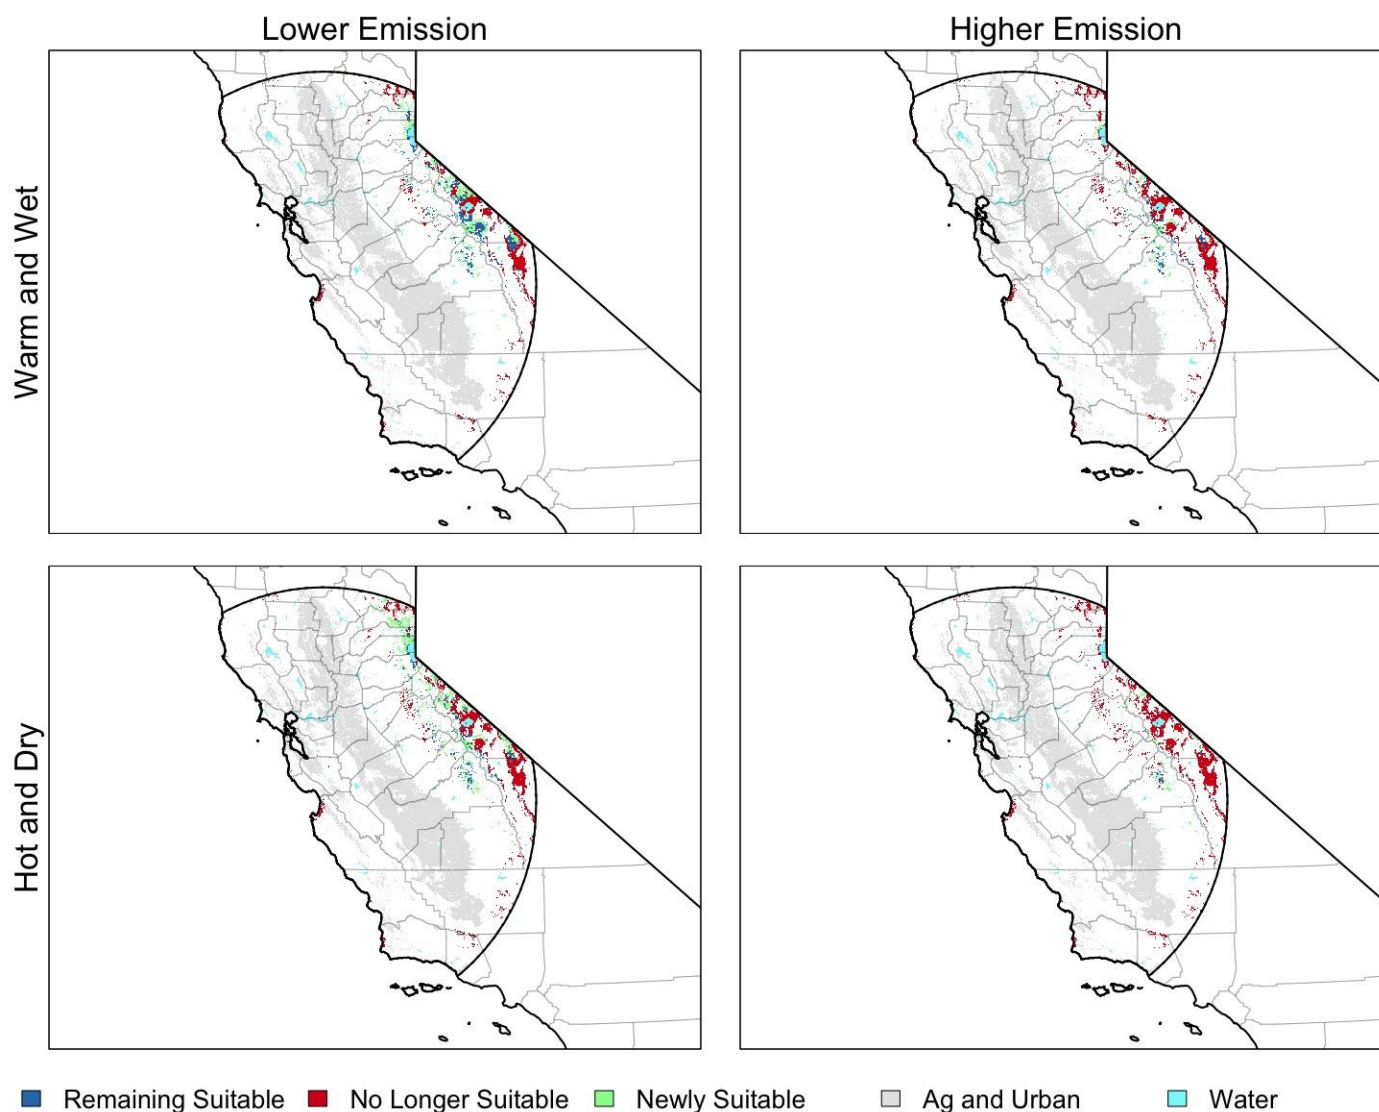 Lower Emission
Higher Emission
Warm and Wet
Hot and Dry
Remaining Suitable
No Longer Suitable
Newly Suitable
Ag and Urban
Water